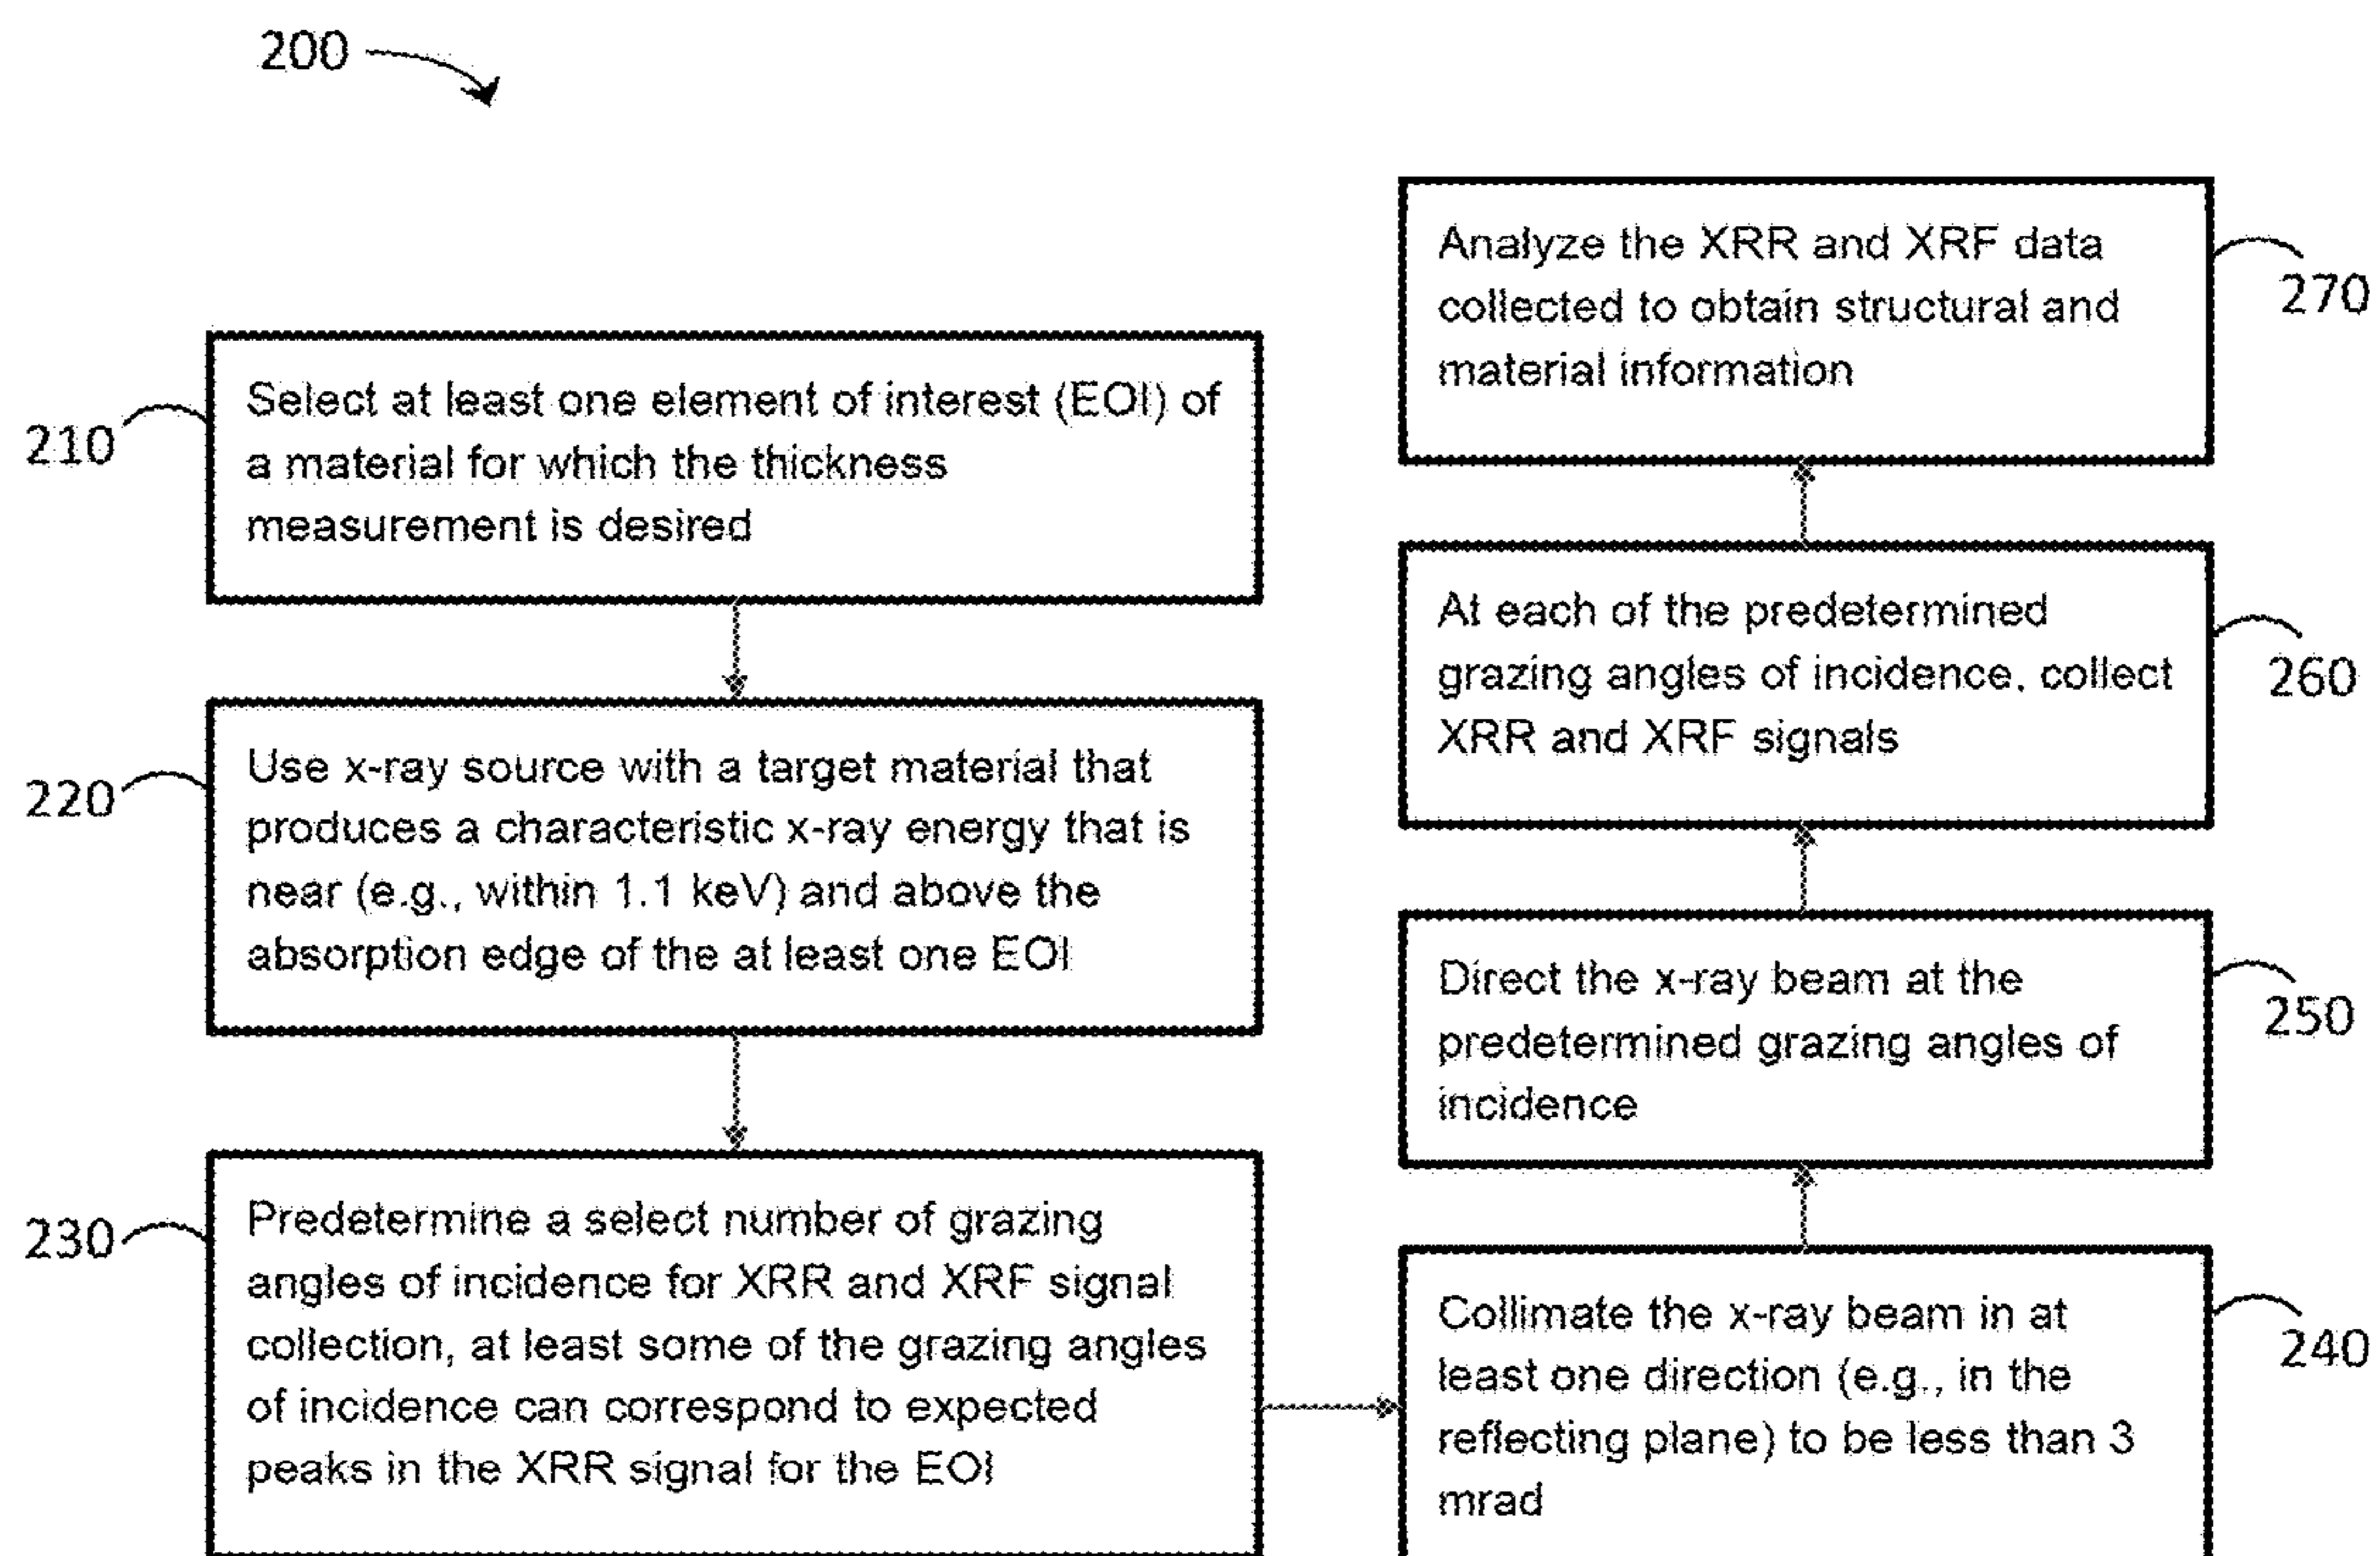 200
210
Select at least one element of interest (EOI) of
a material for which the thickness
measurement is desired
220
Use x-ray source with a target material that
produces a characteristic x-ray energy that is
near (e.g., within 1.1 keV) and above the
absorption edge of the at least one EOI
230
Predetermine a select number of grazing
angles of incidence for XRR and XRF signal
collection, at least some of the grazing angles
of incidence can correspond to expected
peaks in the XRR signal for the EOI
Collimate the x-ray beam in at
least one direction (e.g., in the
reflecting plane) to be less than 3
mrad
240
Direct the x-ray beam at the
predetermined grazing angles of
incidence
250
At each of the predetermined
grazing angles of incidence, collect
XRR and XRF signals
260
Analyze the XRR and XRF data
collected to obtain structural and
material information
270